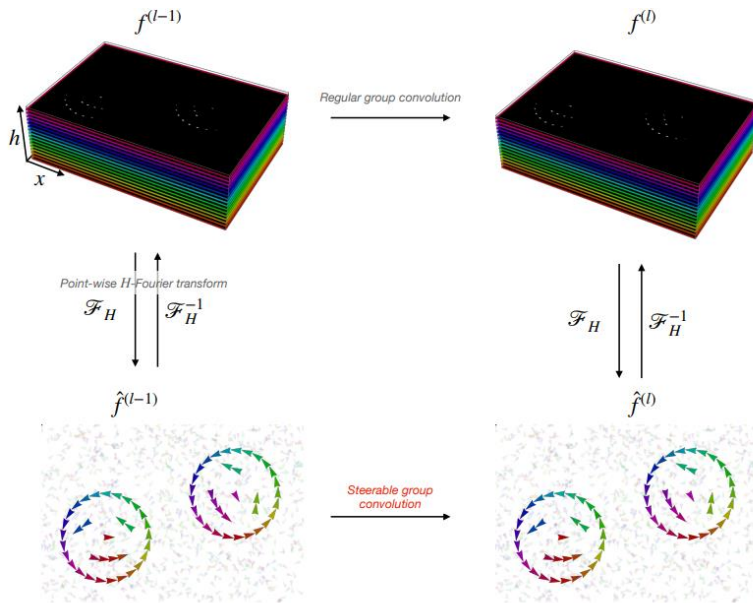 f^{(l-1)}
f^{(l)}
Regular group convolution
h
x
Point-wise H-Fourier transform
ℱ_H
ℱ_H^{-1}
ℱ_H
ℱ_H^{-1}
f̂^{(l-1)}
f̂^{(l)}
Steerable group
convolution